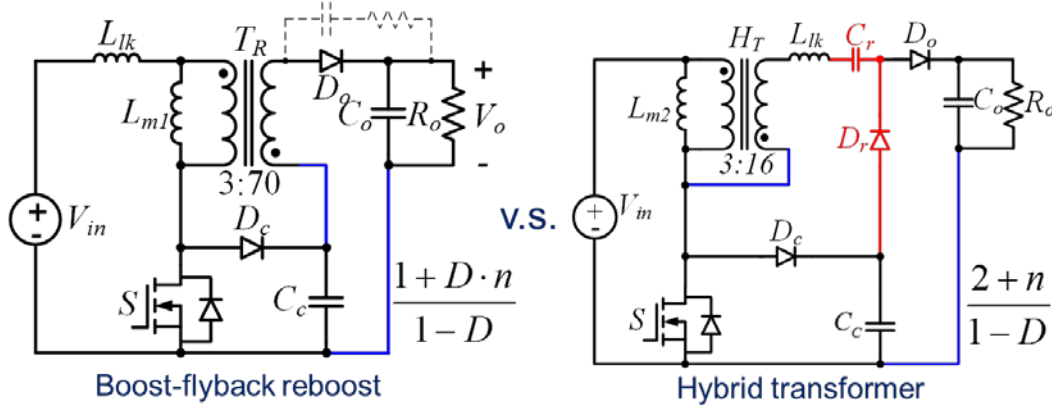 L_lk
T_R
D_o
L_m1
C_o
R_o
+
V_o
-
3:70
+
-
V_in
D_c
S
C_c
1 + D · n
1 − D
Boost-flyback reboost
v.s.
H_T
L_lk
C_r
D_o
L_m2
C_o
R_o
D_r
3:16
+
-
V_in
D_c
S
C_c
2 + n
1 − D
Hybrid transformer